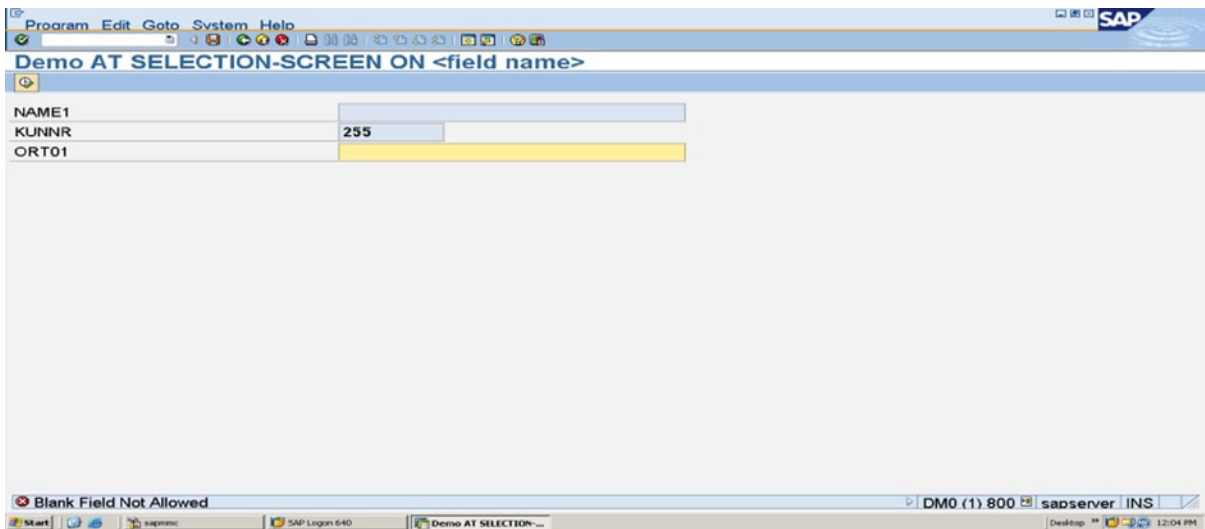 Program Edit Goto System Help
SAP
Demo AT SELECTION-SCREEN ON <field name>
NAME1
KUNNR 255
ORT01
Blank Field Not Allowed
DM0 (1) 800 sapserver INS
Start sapmmc SAP Logon 640 Demo AT SELECTION-... Desktop 12:04 PM